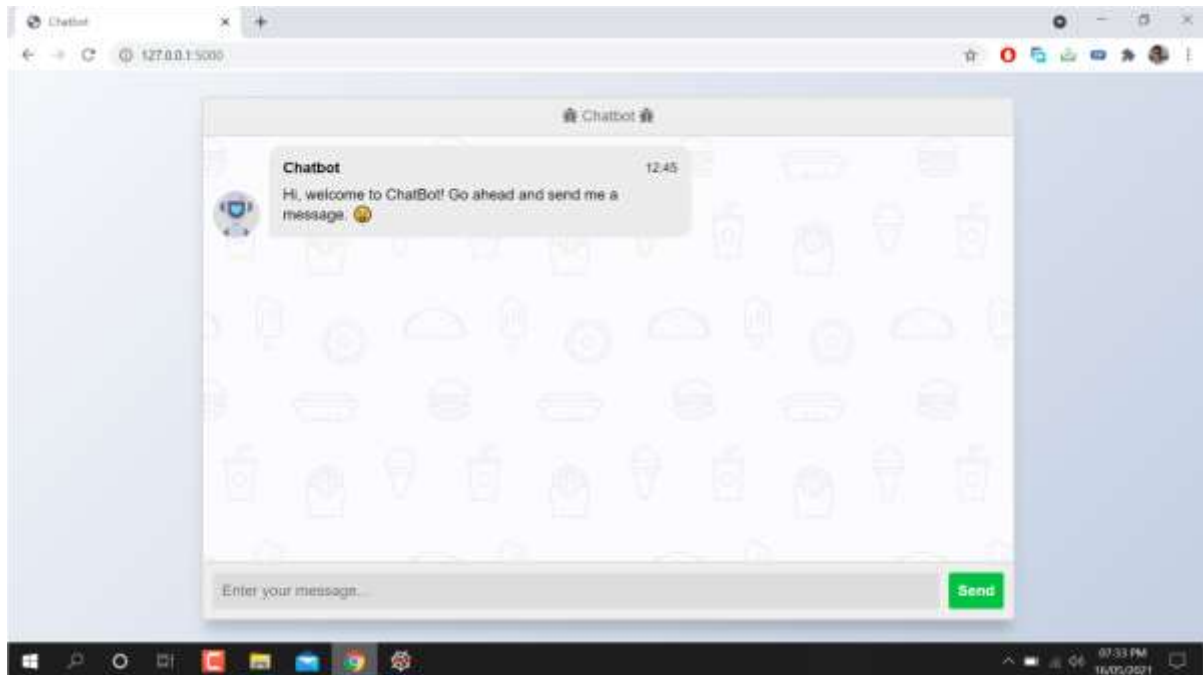 Chatbot
127.0.0.1:5000
Chatbot
Chatbot
12:45
Hi, welcome to ChatBot! Go ahead and send me a
message.
Enter your message...
Send
07:33 PM
16/05/2021